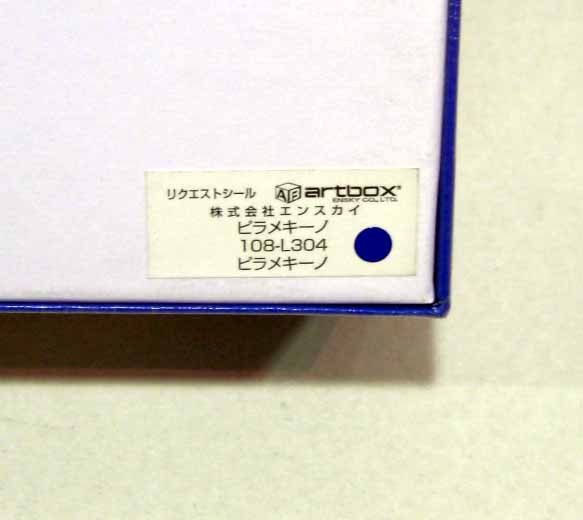 リクエストシール AEB artbox®
ENSKY CO., LTD.
株式会社エンスカイ
ピラメキーノ
108-L304
ピラメキーノ